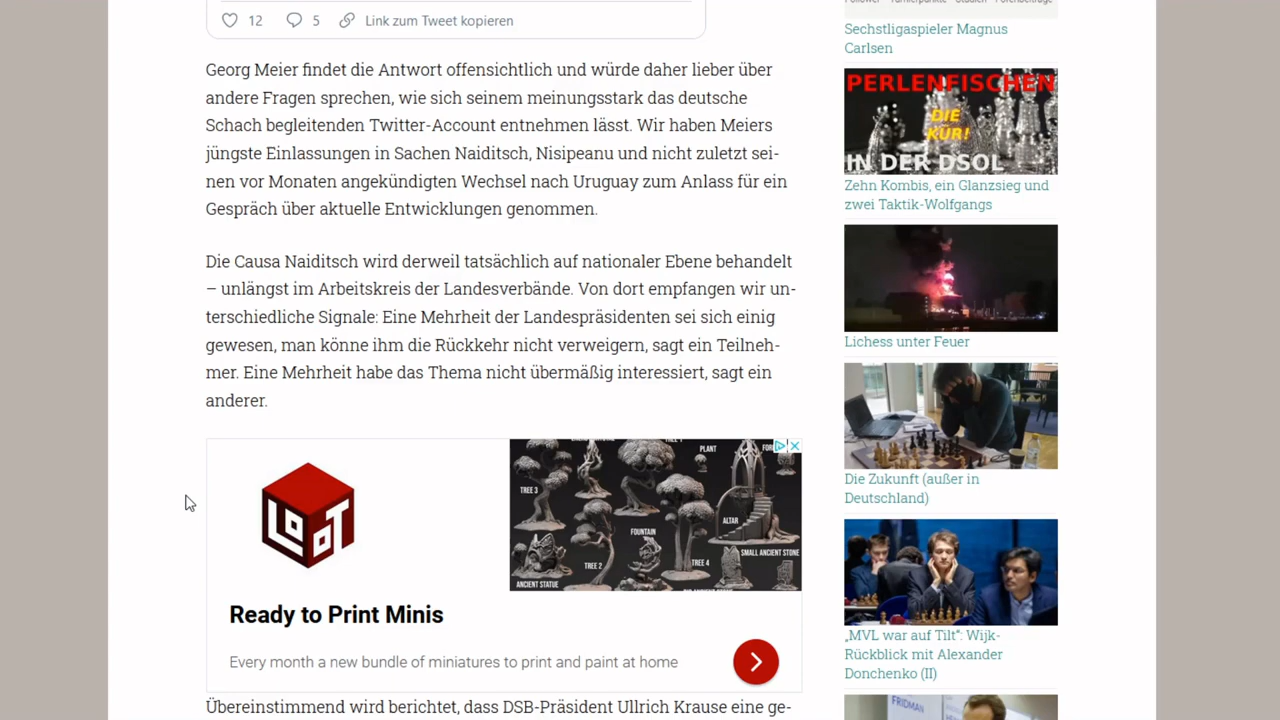 12
5
Link zum Tweet kopieren
Georg Meier findet die Antwort offensichtlich und würde daher lieber über
andere Fragen sprechen, wie sich seinem meinungsstark das deutsche
Schach begleitenden Twitter-Account entnehmen lässt. Wir haben Meiers
jüngste Einlassungen in Sachen Naiditsch, Nisipeanu und nicht zuletzt sei-
nen vor Monaten angekündigten Wechsel nach Uruguay zum Anlass für ein
Gespräch über aktuelle Entwicklungen genommen.
Die Causa Naiditsch wird derweil tatsächlich auf nationaler Ebene behandelt
– unlängst im Arbeitskreis der Landesverbände. Von dort empfangen wir un-
terschiedliche Signale: Eine Mehrheit der Landespräsidenten sei sich einig
gewesen, man könne ihm die Rückkehr nicht verweigern, sagt ein Teilneh-
mer. Eine Mehrheit habe das Thema nicht übermäßig interessiert, sagt ein
anderer.
LOOT
PLANT
TREE 3
ALTAR
FOUNTAIN
SMALL ANCIENT STONE
TREE 2
TREE 4
ANCIENT STATUE
Ready to Print Minis
Every month a new bundle of miniatures to print and paint at home
Übereinstimmend wird berichtet, dass DSB-Präsident Ullrich Krause eine ge-
Sechstligaspieler Magnus
Carlsen
PERLENFISCHEN
DIE
KÜR!
IN DER DSOL
Zehn Kombis, ein Glanzsieg und
zwei Taktik-Wolfgangs
Lichess unter Feuer
Die Zukunft (außer in
Deutschland)
„MVL war auf Tilt“: Wijk-
Rückblick mit Alexander
Donchenko (II)
FRIDMAN